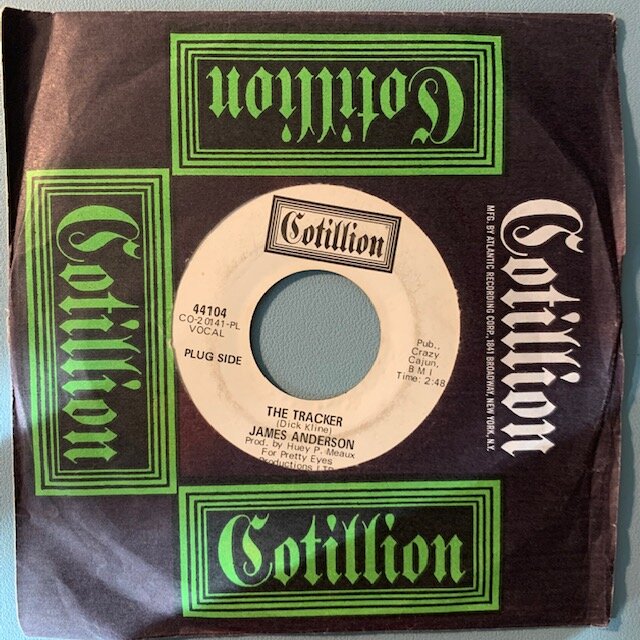 Cotillion
Cotillion
Cotillion
MFG. BY ATLANTIC RECORDING CORP., 1841 BROADWAY, NEW YORK, N.Y.
Cotillion
44104
CO-20141-PL
VOCAL
PLUG SIDE
Pub.,
Crazy
Cajun,
BMI
Time: 2:48
THE TRACKER
(Dick Kline)
JAMES ANDERSON
Prod. by Huey P. Meaux
For Pretty Eyes
Cotillion